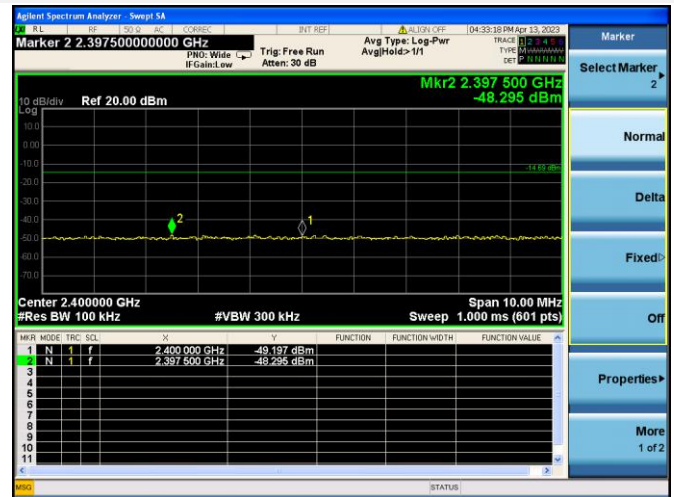 Agilent Spectrum Analyzer - Swept SA
RL RF 50 Ω AC CORREC INT REF ALIGN OFF 04:33:18 PM Apr 13, 2023
Marker 2 2.397500000000 GHz
PNO: Wide
IFGain:Low
Trig: Free Run
Atten: 30 dB
Avg Type: Log-Pwr
Avg|Hold:> 1/1
TRACE 1 2 3 4 5 6
TYPE
DET P N N N N N
Mkr2 2.397 500 GHz
-48.295 dBm
10 dB/div Ref 20.00 dBm
Log
10.0
0.00
-10.0
-14.69 dBm
-20.0
-30.0
-40.0
-50.0
-60.0
-70.0
2
1
Center 2.400000 GHz Span 10.00 MHz
#Res BW 100 kHz #VBW 300 kHz Sweep 1.000 ms (601 pts)
MKR MODE TRC SCL X Y FUNCTION FUNCTION WIDTH FUNCTION VALUE
1 N 1 f 2.400 000 GHz -49.197 dBm
2 N 1 f 2.397 500 GHz -48.295 dBm
3
4
5
6
7
8
9
10
11
MSG STATUS
Marker
Select Marker
2
Normal
Delta
Fixed
Off
Properties
More
1 of 2